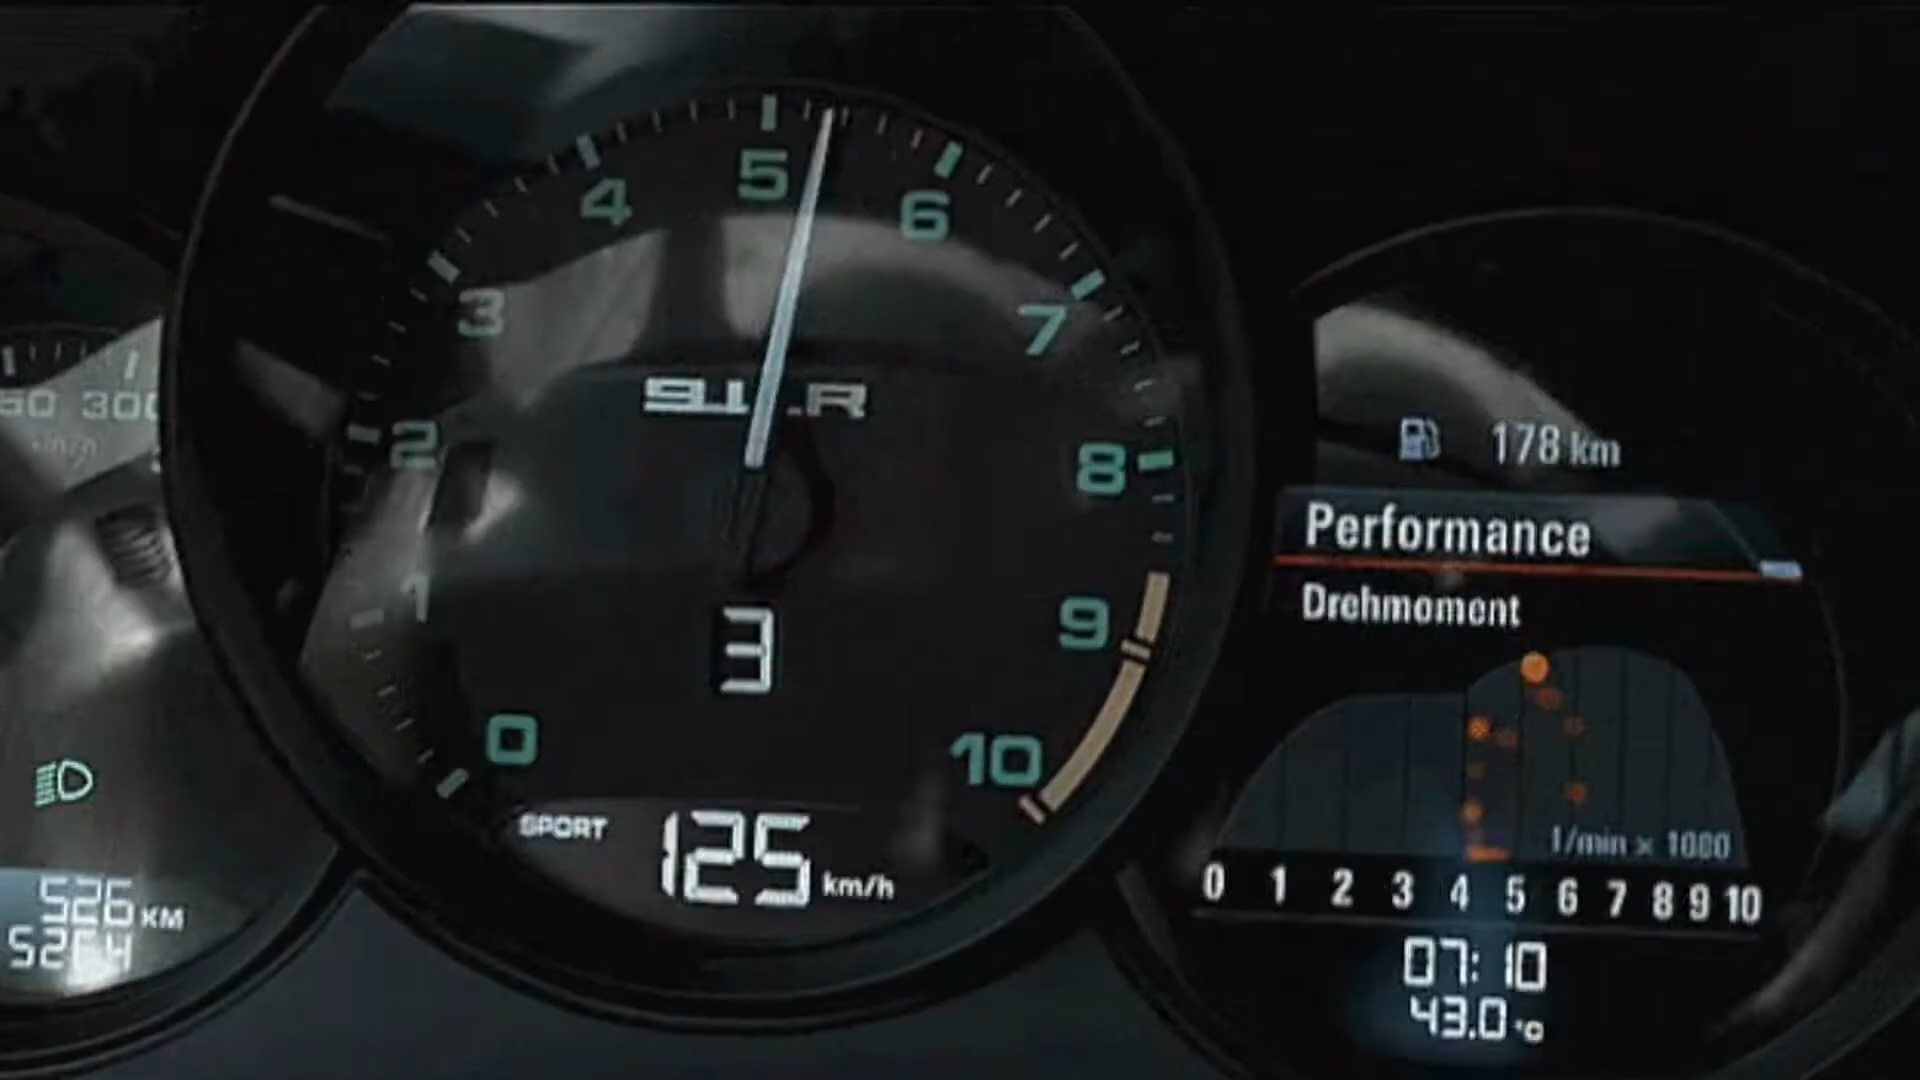 300
526 KM
0
1
2
3
4
5
6
7
8
9
10
911.R
3
SPORT 125 km/h
178 km
Performance
Drehmoment
1/min × 1000
0 1 2 3 4 5 6 7 8 9 10
07:10
43.0 °C